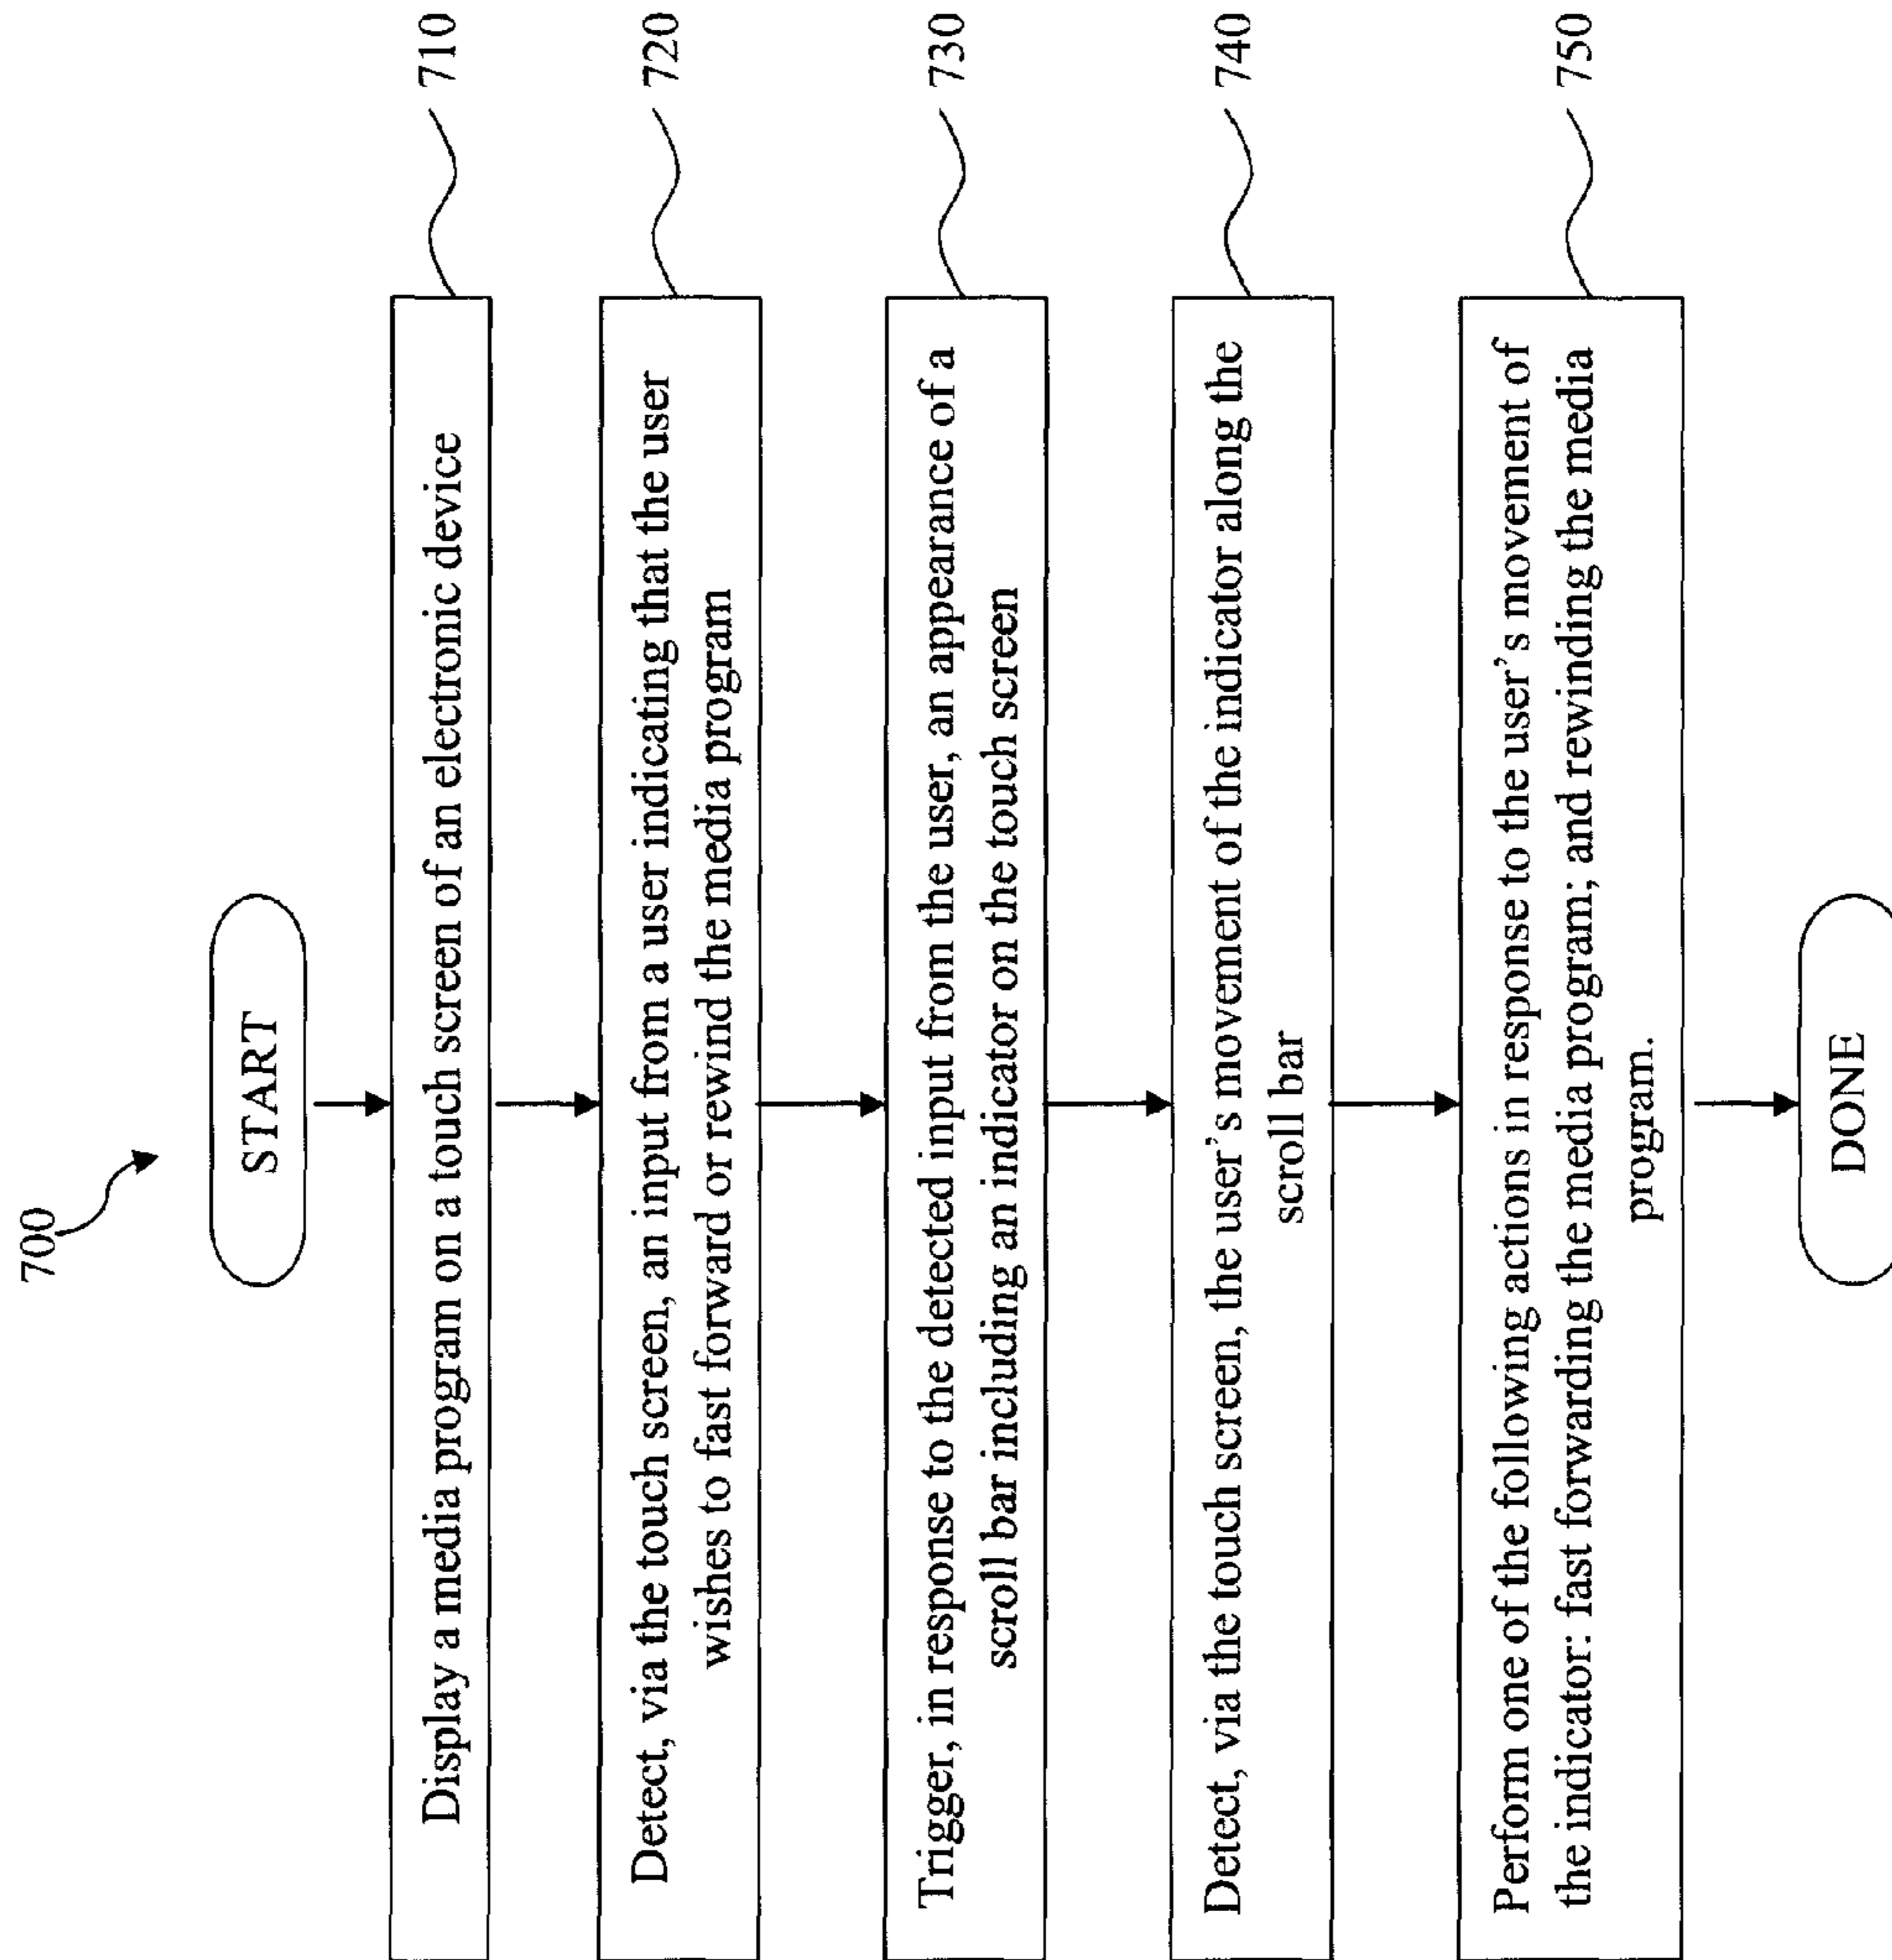 700
START
Display a media program on a touch screen of an electronic device
710
Detect, via the touch screen, an input from a user indicating that the user
wishes to fast forward or rewind the media program
720
Trigger, in response to the detected input from the user, an appearance of a
scroll bar including an indicator on the touch screen
730
Detect, via the touch screen, the user's movement of the indicator along the
scroll bar
740
Perform one of the following actions in response to the user's movement of
the indicator: fast forwarding the media program; and rewinding the media
program.
750
DONE